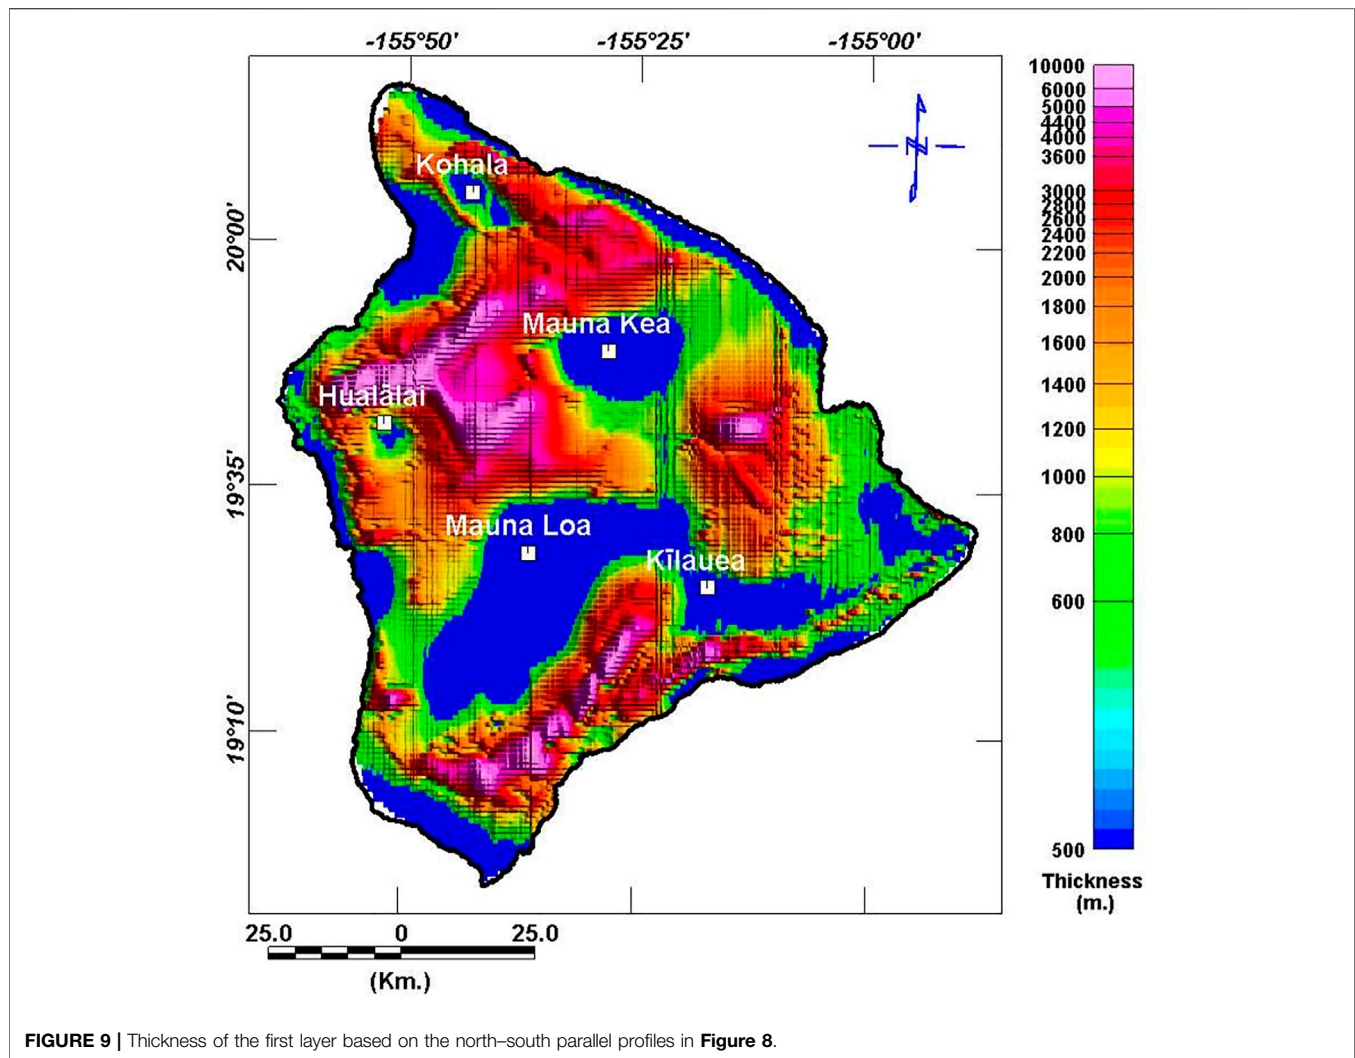 -155°50' -155°25' -155°00'
20°00'
19°35'
19°10'
Kohala
Mauna Kea
Hualālai
Mauna Loa
Kīlauea
N
10000
6000
5000
4400
4000
3600
3000
2800
2600
2400
2200
2000
1800
1600
1400
1200
1000
800
600
500
Thickness
(m.)
25.0 0 25.0
(Km.)
FIGURE 9 | Thickness of the first layer based on the north–south parallel profiles in Figure 8.